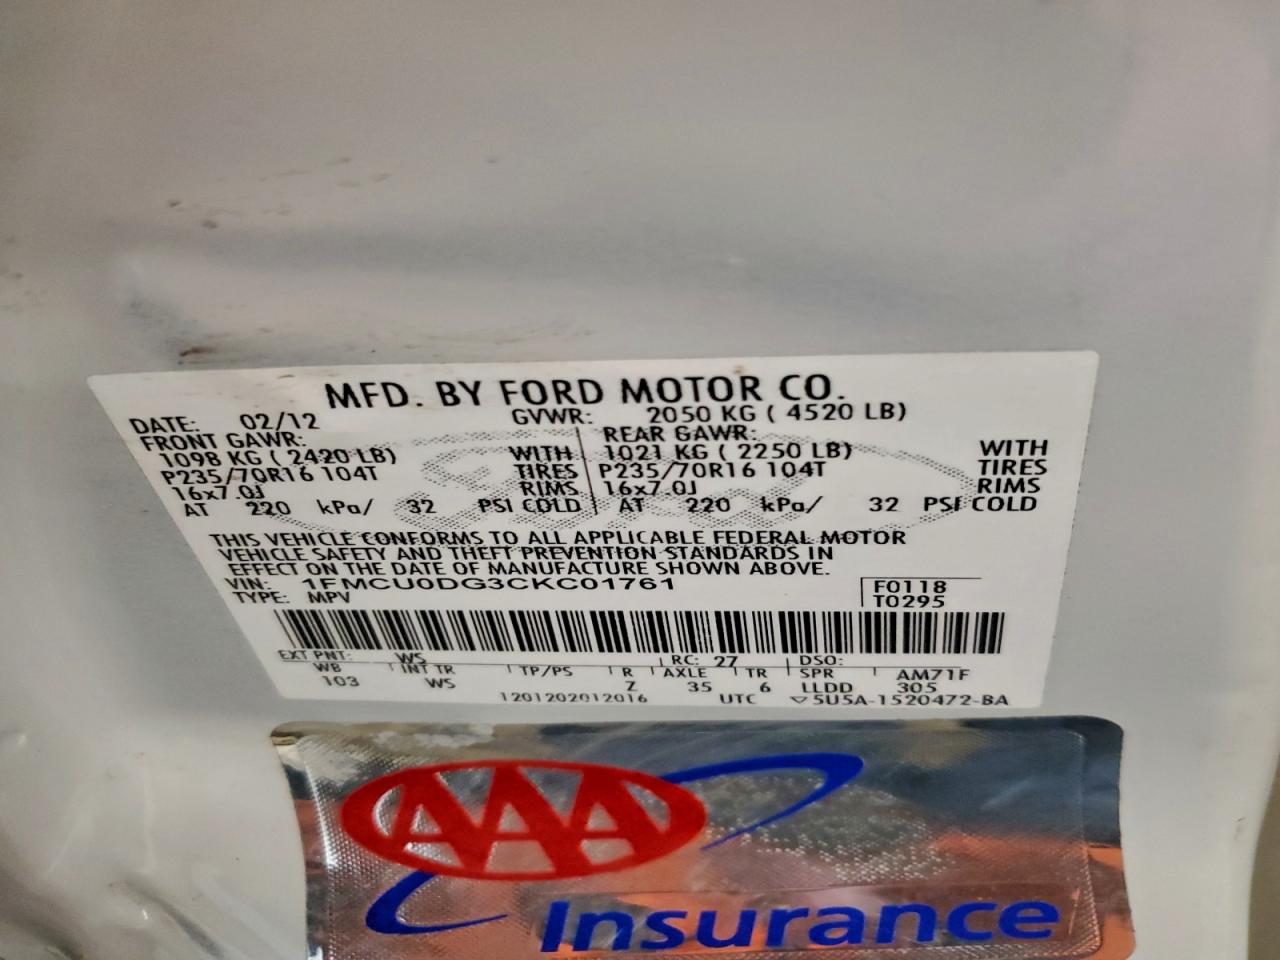 MFD. BY FORD MOTOR CO.
DATE: 02/12 GVWR: 2050 KG ( 4520 LB)
FRONT GAWR: REAR GAWR:
1098 KG ( 2420 LB) WITH 1021 KG ( 2250 LB) WITH
P235/70R16 104T TIRES P235/70R16 104T TIRES
16x7.0J RIMS 16x7.0J RIMS
AT 220 kPa/ 32 PSI COLD AT 220 kPa/ 32 PSI COLD
THIS VEHICLE CONFORMS TO ALL APPLICABLE FEDERAL MOTOR
VEHICLE SAFETY AND THEFT PREVENTION STANDARDS IN
EFFECT ON THE DATE OF MANUFACTURE SHOWN ABOVE.
VIN: 1FMCU0DG3CKC01761 F0118
TYPE: MPV T0295
EXT PNT: WS RC: 27 DSO:
WB INT TR TP/PS R AXLE TR SPR AM71F
103 WS Z 35 6 LLDD 305
1201202012016 UTC ▽5U5A-1520472-BA
AAA
Insurance